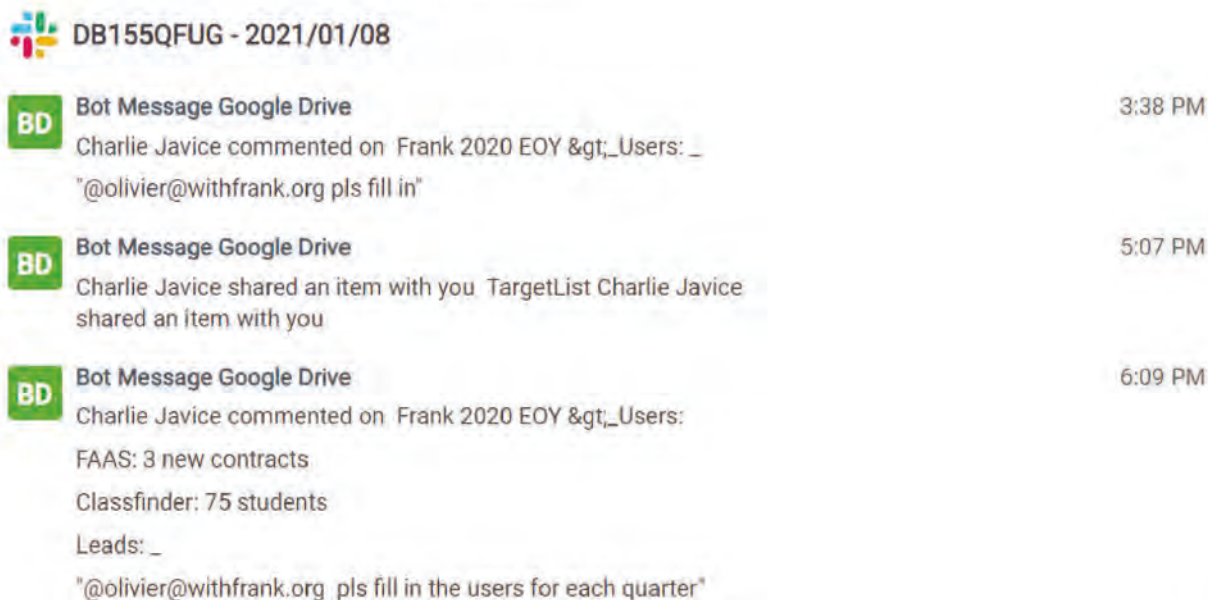 DB155QFUG - 2021/01/08
BD
Bot Message Google Drive
3:38 PM
Charlie Javice commented on Frank 2020 EOY &gt;_Users: _
"@olivier@withfrank.org pls fill in"
BD
Bot Message Google Drive
5:07 PM
Charlie Javice shared an item with you TargetList Charlie Javice
shared an item with you
BD
Bot Message Google Drive
6:09 PM
Charlie Javice commented on Frank 2020 EOY &gt;_Users:
FAAS: 3 new contracts
Classfinder: 75 students
Leads: _
"@olivier@withfrank.org pls fill in the users for each quarter"